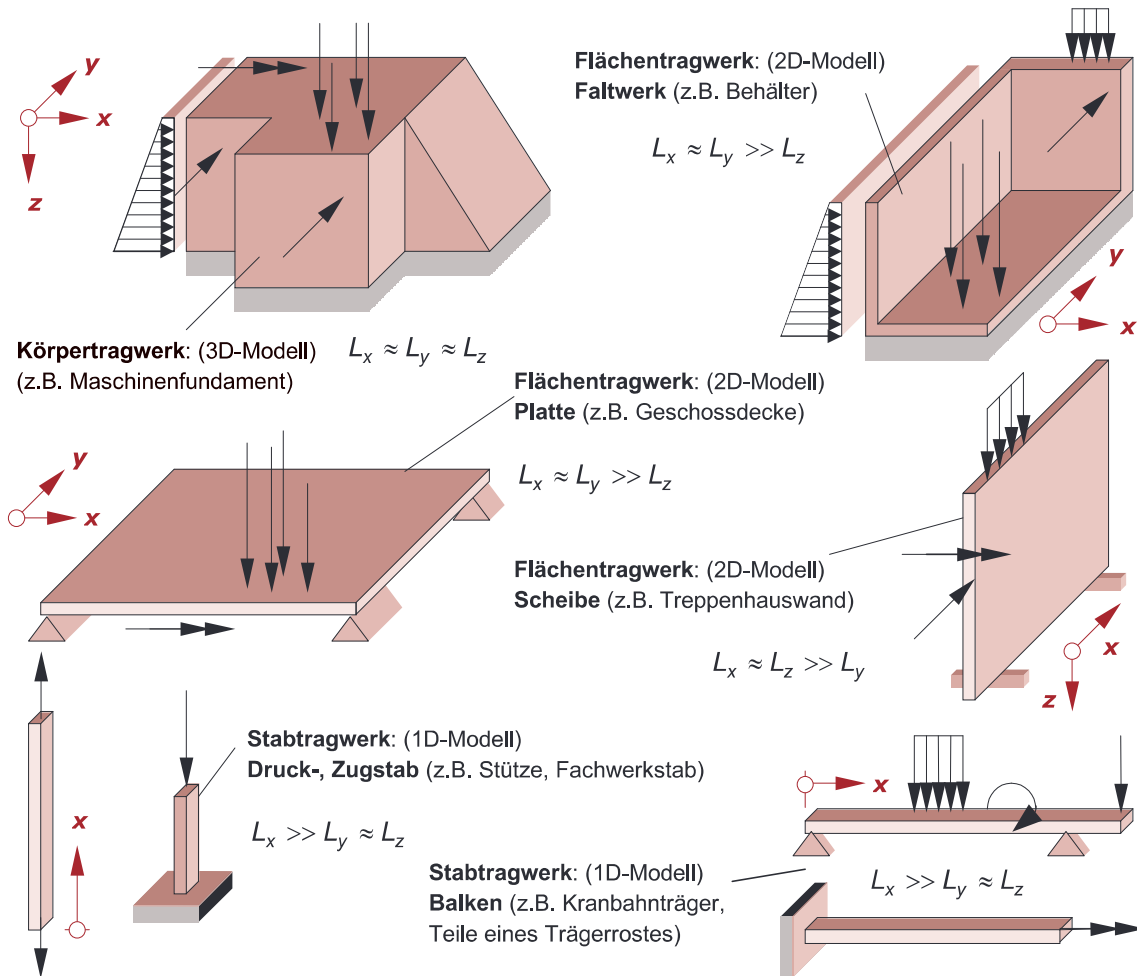 y
x
z
Körpertragwerk: (3D-Modell)
(z.B. Maschinenfundament)
Lx ≈ Ly ≈ Lz
Flächentragwerk: (2D-Modell)
Faltwerk (z.B. Behälter)
Lx ≈ Ly >> Lz
y
x
Flächentragwerk: (2D-Modell)
Platte (z.B. Geschossdecke)
Lx ≈ Ly >> Lz
y
x
Flächentragwerk: (2D-Modell)
Scheibe (z.B. Treppenhauswand)
Lx ≈ Lz >> Ly
x
z
Stabtragwerk: (1D-Modell)
Druck-, Zugstab (z.B. Stütze, Fachwerkstab)
Lx >> Ly ≈ Lz
x
x
Stabtragwerk: (1D-Modell)
Balken (z.B. Kranbahnträger,
Teile eines Trägerrostes)
Lx >> Ly ≈ Lz